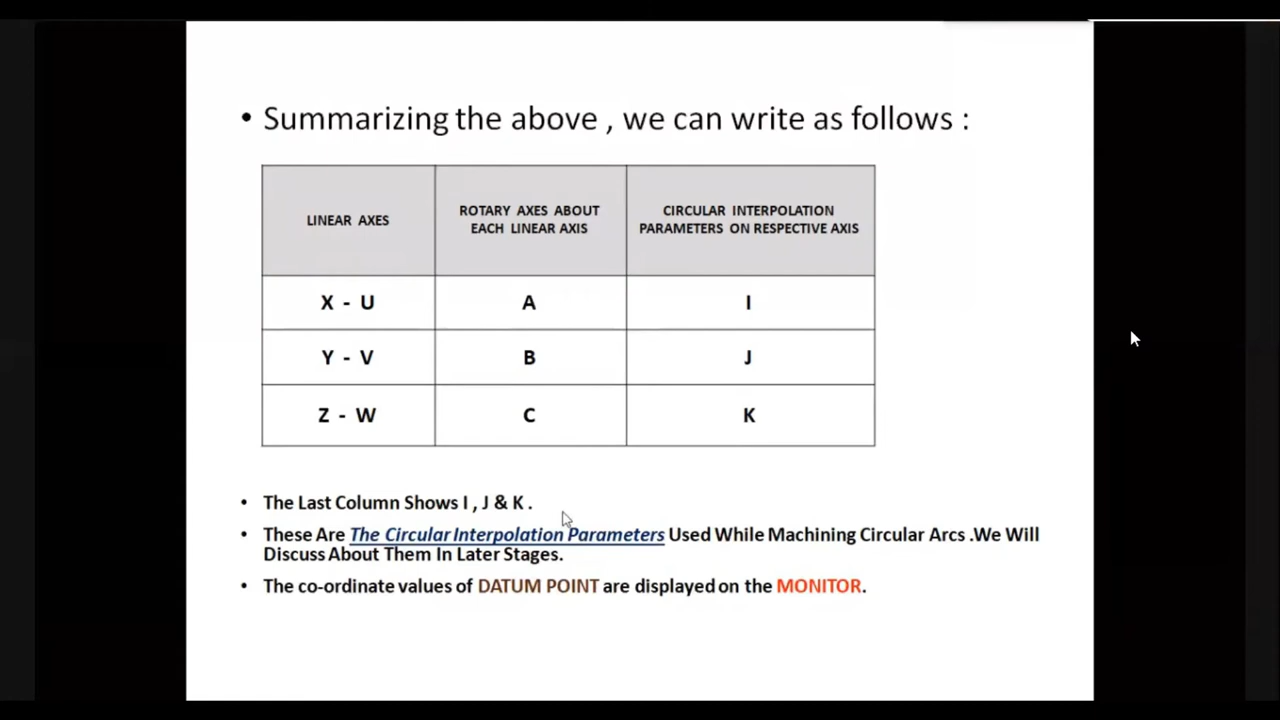 • Summarizing the above , we can write as follows :
LINEAR AXES
ROTARY AXES ABOUT
EACH LINEAR AXIS
CIRCULAR INTERPOLATION
PARAMETERS ON RESPECTIVE AXIS
X - U
A
I
Y - V
B
J
Z - W
C
K
• The Last Column Shows I , J & K .
• These Are The Circular Interpolation Parameters Used While Machining Circular Arcs .We Will
Discuss About Them In Later Stages.
• The co-ordinate values of DATUM POINT are displayed on the MONITOR.